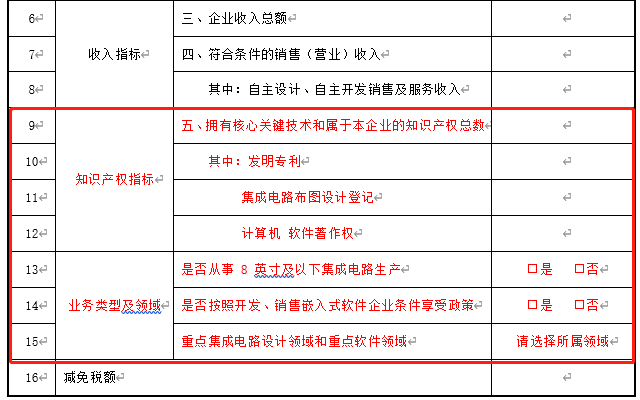 6 三、企业收入总额
7 收入指标 四、符合条件的销售（营业）收入
8 其中：自主设计、自主开发销售及服务收入
9 五、拥有核心关键技术和属于本企业的知识产权总数
10 其中：发明专利
知识产权指标
11 集成电路布图设计登记
12 计算机 软件著作权
13 是否从事 8 英寸及以下集成电路生产 □是 □否
14 业务类型及领域 是否按照开发、销售嵌入式软件企业条件享受政策 □是 □否
15 重点集成电路设计领域和重点软件领域 请选择所属领域
16 减免税额